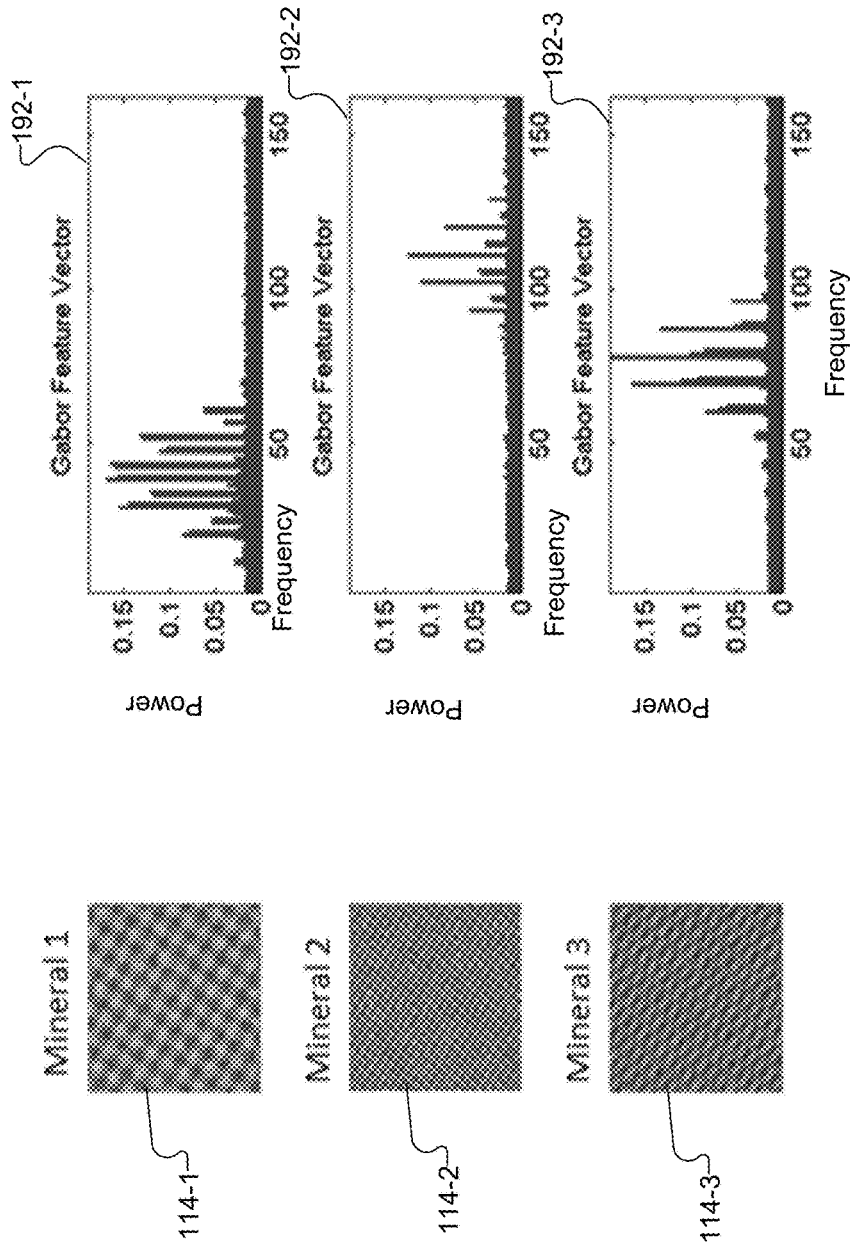 Mineral 1
114-1
Power
Gabor Feature Vector
192-1
0.15
0.1
0.05
0
50
100
150
Frequency
Mineral 2
114-2
Power
Gabor Feature Vector
192-2
0.15
0.1
0.05
0
50
100
150
Frequency
Mineral 3
114-3
Power
Gabor Feature Vector
192-3
0.15
0.1
0.05
0
50
100
150
Frequency